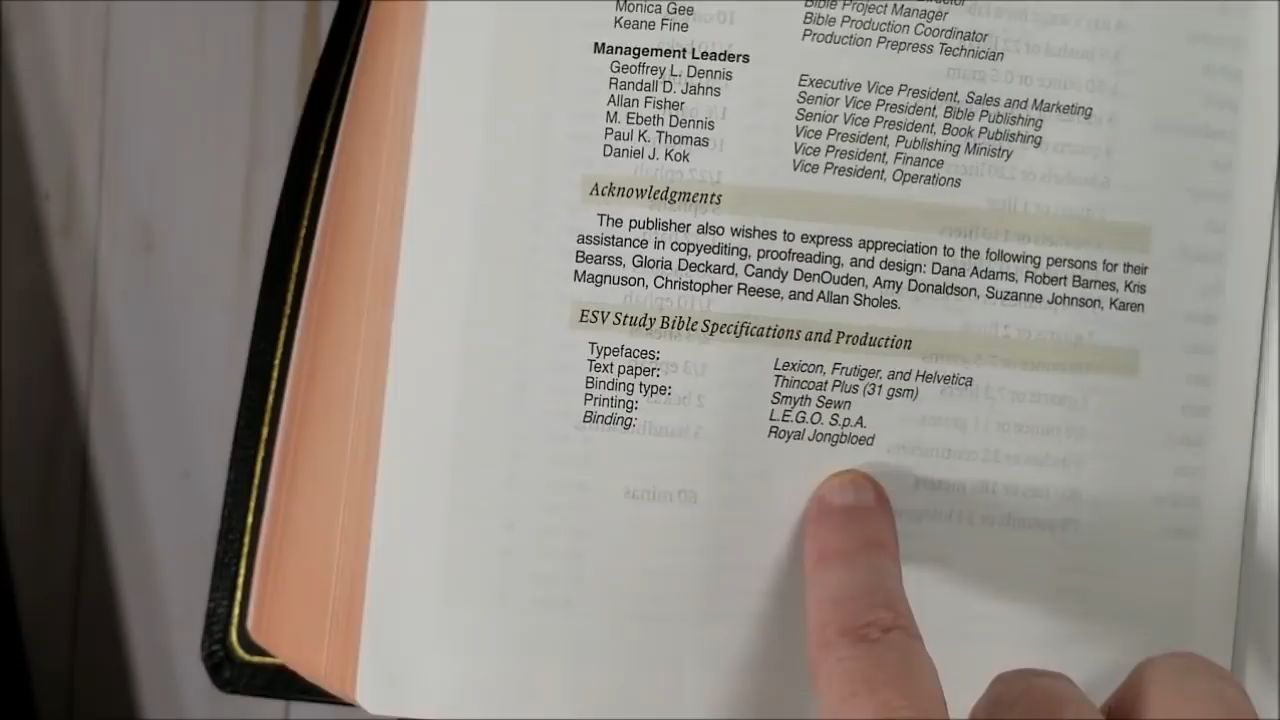 Monica Gee
Bible Project Manager
Keane Fine
Bible Production Coordinator
Production Prepress Technician
Management Leaders
Geoffrey L. Dennis Executive Vice President, Sales and Marketing
Randall D. Jahns Senior Vice President, Bible Publishing
Allan Fisher Senior Vice President, Book Publishing
M. Ebeth Dennis Vice President, Publishing Ministry
Paul K. Thomas Vice President, Finance
Daniel J. Kok Vice President, Operations
Acknowledgments
The publisher also wishes to express appreciation to the following persons for their
assistance in copyediting, proofreading, and design: Dana Adams, Robert Barnes, Kris
Bearss, Gloria Deckard, Candy DenOuden, Amy Donaldson, Suzanne Johnson, Karen
Magnuson, Christopher Reese, and Allan Sholes.
ESV Study Bible Specifications and Production
Typefaces: Lexicon, Frutiger, and Helvetica
Text paper: Thincoat Plus (31 gsm)
Binding type: Smyth Sewn
Printing: L.E.G.O. S.p.A.
Binding: Royal Jongbloed
60 minas